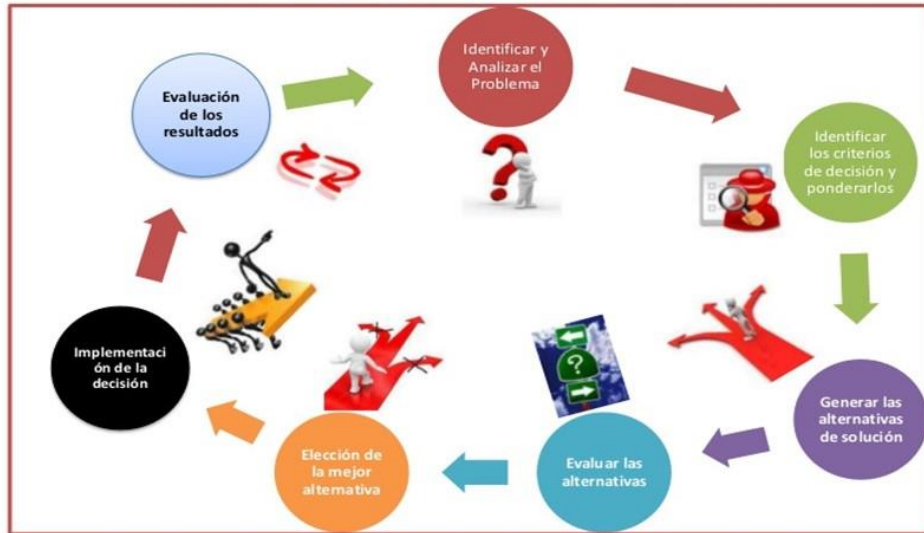 Identificar y
Analizar el
Problema
Identificar
los criterios
de decisión y
ponderarlos
Generar las
alternativas
de solución
Evaluar las
alternativas
Elección de
la mejor
alternativa
Implementaci
ón de la
decisión
Evaluación
de los
resultados
?